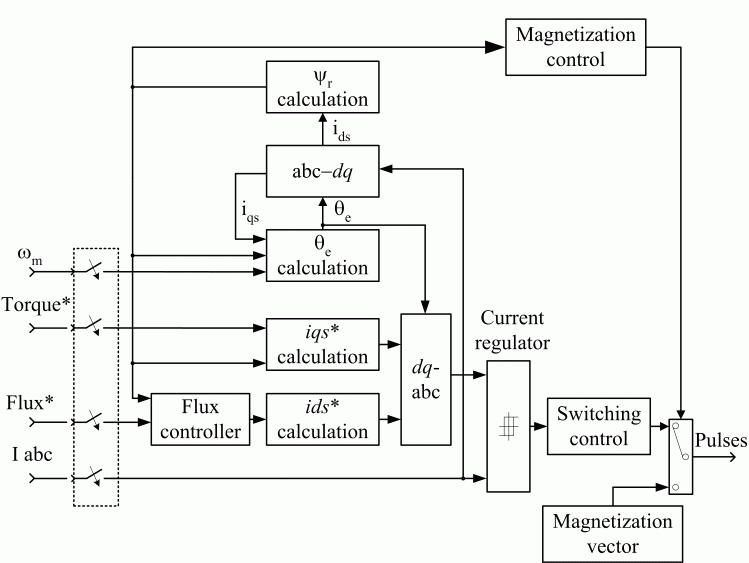 Magnetization
control
ψr
calculation
ids
abc–dq
iqs
θe
θe
calculation
ωm
Torque*
iqs*
calculation
Current
regulator
dq-
abc
Flux*
Flux
controller
ids*
calculation
Switching
control
I abc
Pulses
Magnetization
vector